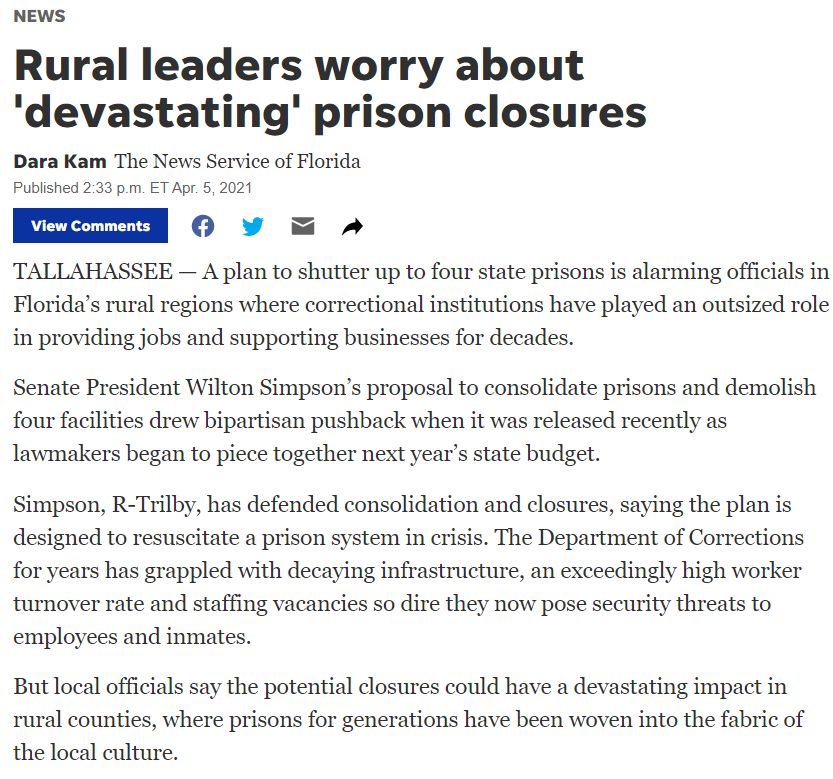 NEWS
Rural leaders worry about
'devastating' prison closures
Dara Kam The News Service of Florida
Published 2:33 p.m. ET Apr. 5, 2021
View Comments
TALLAHASSEE — A plan to shutter up to four state prisons is alarming officials in
Florida’s rural regions where correctional institutions have played an outsized role
in providing jobs and supporting businesses for decades.
Senate President Wilton Simpson’s proposal to consolidate prisons and demolish
four facilities drew bipartisan pushback when it was released recently as
lawmakers began to piece together next year’s state budget.
Simpson, R-Trilby, has defended consolidation and closures, saying the plan is
designed to resuscitate a prison system in crisis. The Department of Corrections
for years has grappled with decaying infrastructure, an exceedingly high worker
turnover rate and staffing vacancies so dire they now pose security threats to
employees and inmates.
But local officials say the potential closures could have a devastating impact in
rural counties, where prisons for generations have been woven into the fabric of
the local culture.